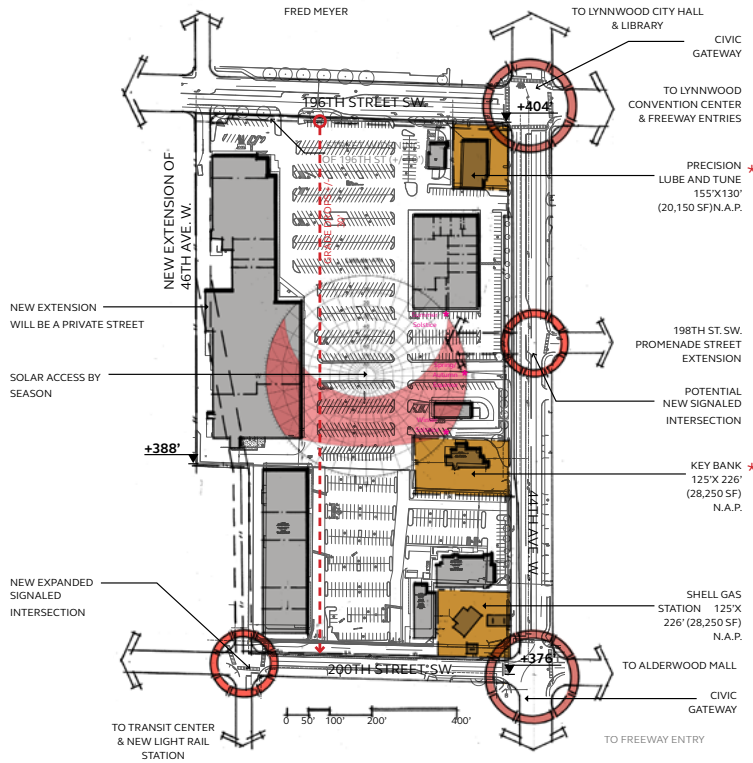 FRED MEYER
TO LYNNWOOD CITY HALL
& LIBRARY
CIVIC
GATEWAY
TO LYNNWOOD
CONVENTION CENTER
& FREEWAY ENTRIES
196TH STREET SW.
+404'
OF 196TH ST
PRECISION
LUBE AND TUNE
155'X130'
(20,150 SF)N.A.P.
*
NEW EXTENSION OF
46TH AVE. W.
NEW EXTENSION
WILL BE A PRIVATE STREET
Solstice
198TH ST. SW.
PROMENADE STREET
EXTENSION
SOLAR ACCESS BY
SEASON
Autumn
POTENTIAL
NEW SIGNALED
INTERSECTION
+388'
KEY BANK
125'X 226'
(28,250 SF)
N.A.P.
*
44TH AVE W.
NEW EXPANDED
SIGNALED
INTERSECTION
SHELL GAS
STATION 125'X
226' (28,250 SF)
N.A.P.
200TH STREET SW.
+376'
TO ALDERWOOD MALL
CIVIC
GATEWAY
0 50' 100' 200' 400'
TO TRANSIT CENTER
& NEW LIGHT RAIL
STATION
TO FREEWAY ENTRY